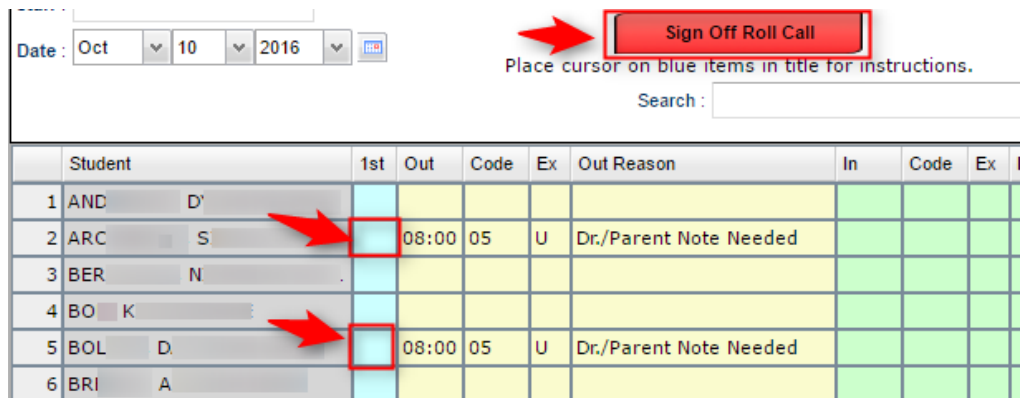 Date : Oct 10 2016
Sign Off Roll Call
Place cursor on blue items in title for instructions.
Search :
Student 1st Out Code Ex Out Reason In Code Ex
1 AND D
2 ARC S 08:00 05 U Dr./Parent Note Needed
3 BER N
4 BO K
5 BOL D. 08:00 05 U Dr./Parent Note Needed
6 BRI A